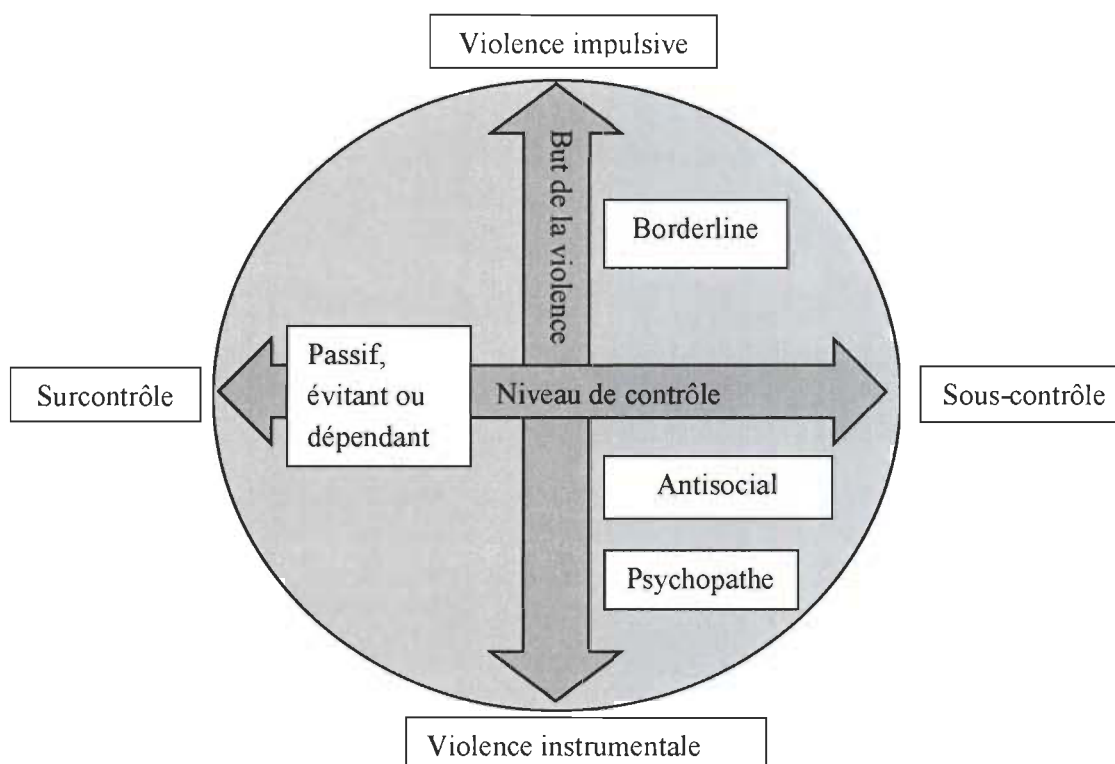 Violence impulsive
But de la violence
Borderline
Passif,
évitant ou
dépendant
Surcontrôle
Niveau de contrôle
Sous-contrôle
Antisocial
Psychopathe
Violence instrumentale